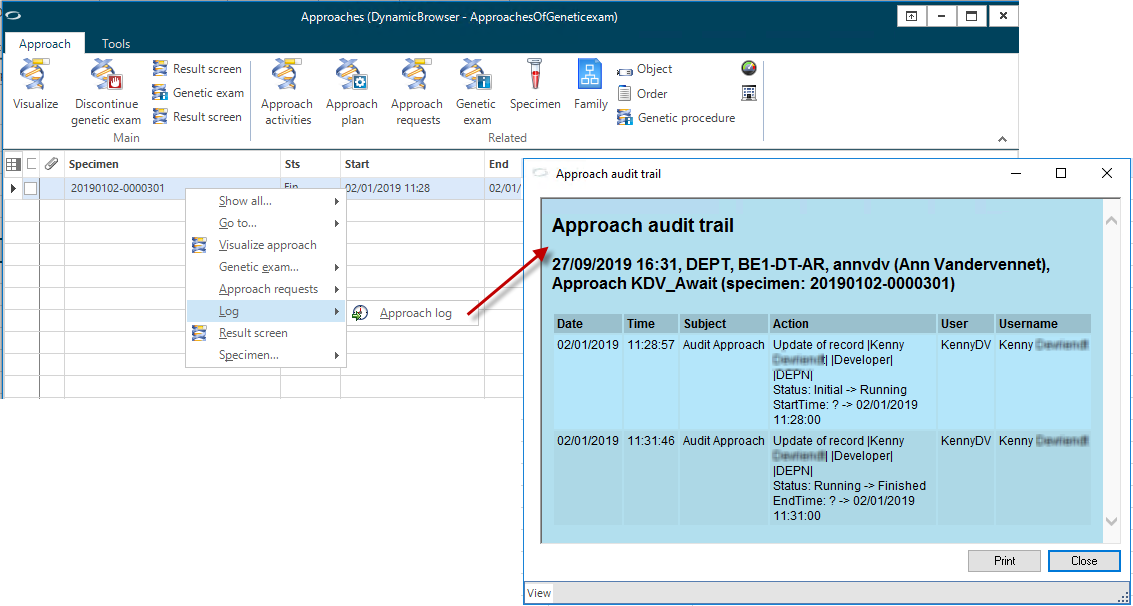 Approaches (DynamicBrowser - ApproachesOfGeneticexam)
Approach Tools
Visualize
Discontinue
genetic exam
Result screen
Genetic exam
Result screen
Main
Approach
activities
Approach
plan
Approach
requests
Genetic
exam
Specimen
Family
Object
Order
Genetic procedure
Related
Specimen Sts Start End
20190102-0000301 Fin 02/01/2019 11:28 02/01/
Show all...
Go to...
Visualize approach
Genetic exam...
Approach requests
Log
Approach log
Result screen
Specimen...
Approach audit trail
Approach audit trail
27/09/2019 16:31, DEPT, BE1-DT-AR, annvdv (Ann Vandervennet),
Approach KDV_Await (specimen: 20190102-0000301)
Date Time Subject Action User Username
02/01/2019 11:28:57 Audit Approach Update of record |Kenny KennyDV Kenny
| |Developer|
|DEPN|
Status: Initial -> Running
StartTime: ? -> 02/01/2019
11:28:00
02/01/2019 11:31:46 Audit Approach Update of record |Kenny KennyDV Kenny
| |Developer|
|DEPN|
Status: Running -> Finished
EndTime: ? -> 02/01/2019
11:31:00
Print Close
View